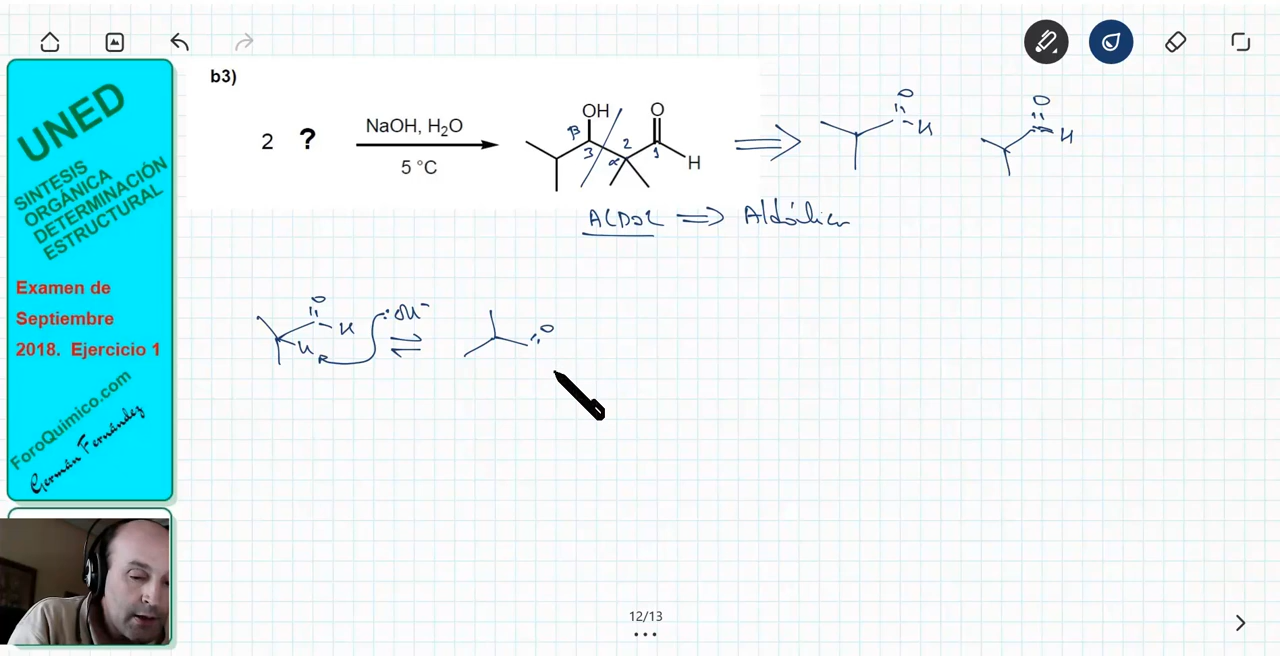 UNED
SINTESIS
ORGÁNICA
DETERMINACIÓN
ESTRUCTURAL
Examen de
Septiembre
2018. Ejercicio 1
ForoQuimico.com
Germán Fernández
b3)
2 ?
NaOH, H₂O
5 °C
OH
O
β
3
α
2
1
H
O
H
O
H
ALDOL ⇒ Aldólica
O
H
H
:OH⁻
O
12/13